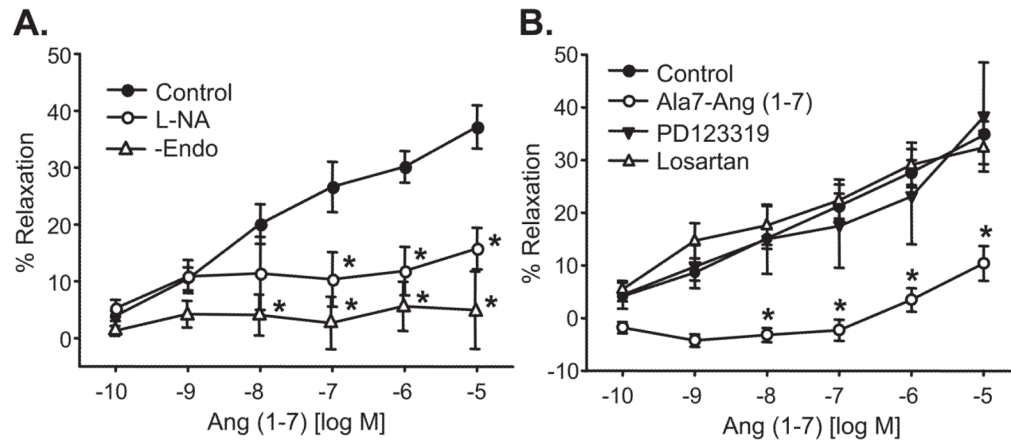 A.
50
40
30
20
10
0
% Relaxation
Control
L-NA
-Endo
*
*
*
*
*
*
*
-10 -9 -8 -7 -6 -5
Ang (1-7) [log M]
B.
50
40
30
20
10
0
-10
% Relaxation
Control
Ala7-Ang (1-7)
PD123319
Losartan
*
*
*
*
-10 -9 -8 -7 -6 -5
Ang (1-7) [log M]